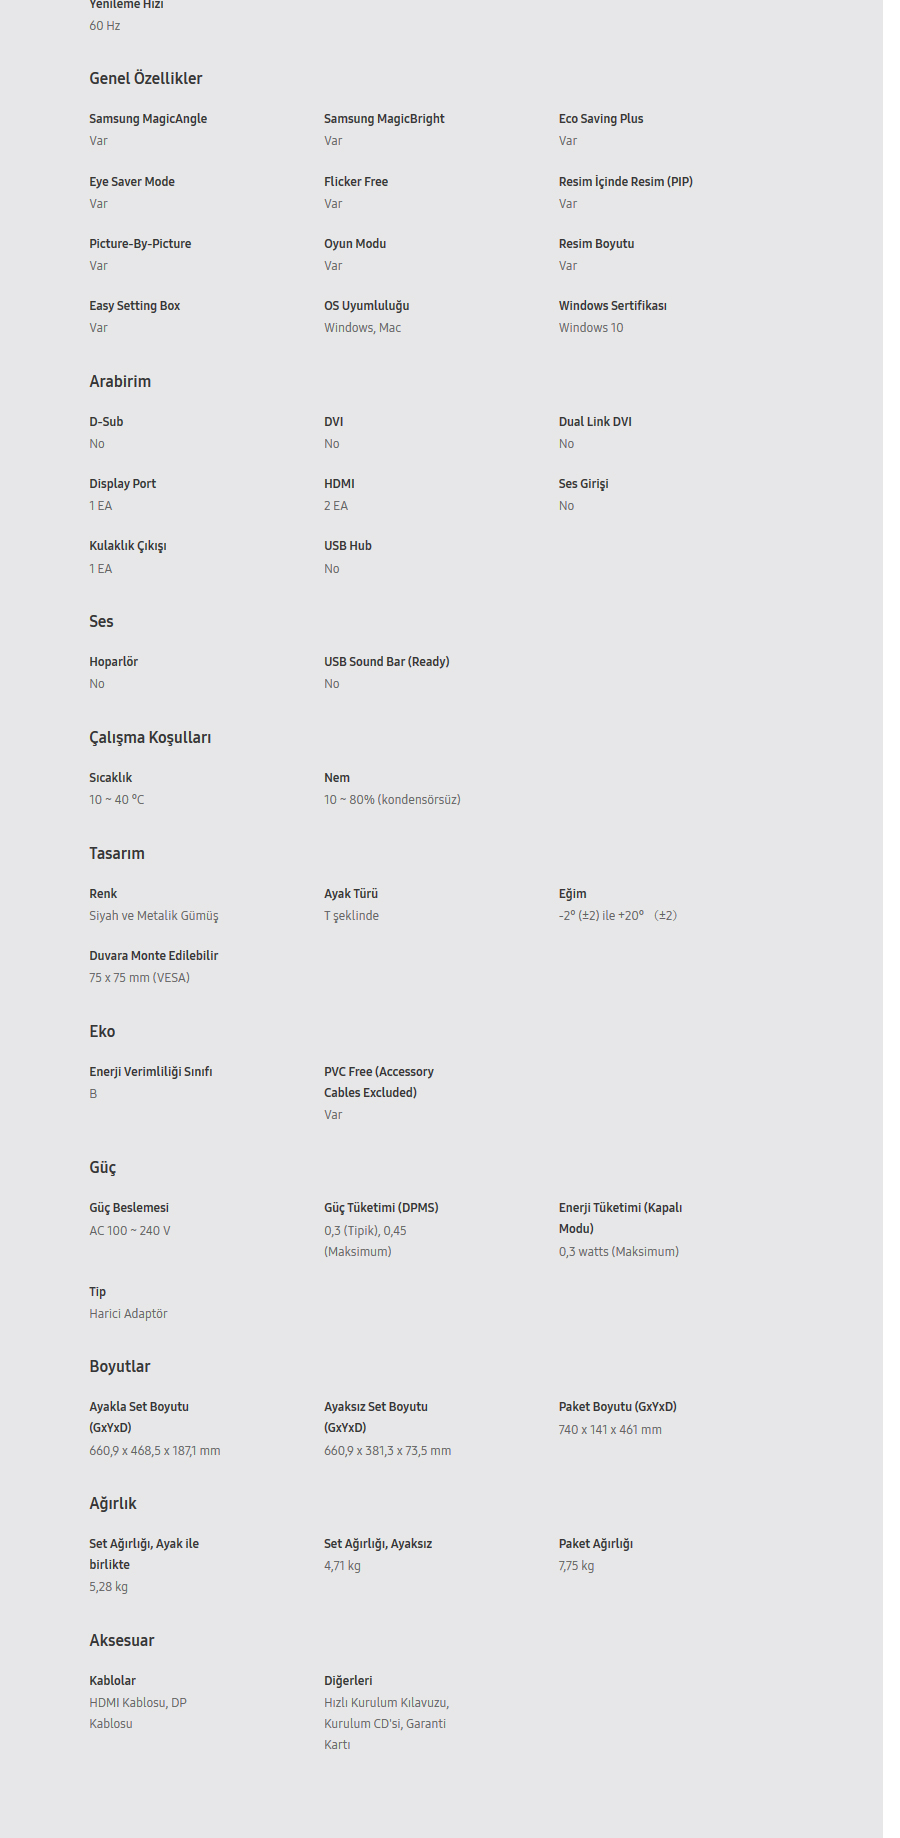 Yenileme Hızı
60 Hz
Genel Özellikler
Samsung MagicAngle
Var
Samsung MagicBright
Var
Eco Saving Plus
Var
Eye Saver Mode
Var
Flicker Free
Var
Resim İçinde Resim (PIP)
Var
Picture-By-Picture
Var
Oyun Modu
Var
Resim Boyutu
Var
Easy Setting Box
Var
OS Uyumluluğu
Windows, Mac
Windows Sertifikası
Windows 10
Arabirim
D-Sub
No
DVI
No
Dual Link DVI
No
Display Port
1 EA
HDMI
2 EA
Ses Girişi
No
Kulaklık Çıkışı
1 EA
USB Hub
No
Ses
Hoparlör
No
USB Sound Bar (Ready)
No
Çalışma Koşulları
Sıcaklık
10 ~ 40 ºC
Nem
10 ~ 80% (kondensörsüz)
Tasarım
Renk
Siyah ve Metalik Gümüş
Ayak Türü
T şeklinde
Eğim
-2º (±2) ile +20º （±2）
Duvara Monte Edilebilir
75 x 75 mm (VESA)
Eko
Enerji Verimliliği Sınıfı
B
PVC Free (Accessory
Cables Excluded)
Var
Güç
Güç Beslemesi
AC 100 ~ 240 V
Güç Tüketimi (DPMS)
0,3 (Tipik), 0,45
(Maksimum)
Enerji Tüketimi (Kapalı
Modu)
0,3 watts (Maksimum)
Tip
Harici Adaptör
Boyutlar
Ayakla Set Boyutu
(GxYxD)
660,9 x 468,5 x 187,1 mm
Ayaksız Set Boyutu
(GxYxD)
660,9 x 381,3 x 73,5 mm
Paket Boyutu (GxYxD)
740 x 141 x 461 mm
Ağırlık
Set Ağırlığı, Ayak ile
birlikte
5,28 kg
Set Ağırlığı, Ayaksız
4,71 kg
Paket Ağırlığı
7,75 kg
Aksesuar
Kablolar
HDMI Kablosu, DP
Kablosu
Diğerleri
Hızlı Kurulum Kılavuzu,
Kurulum CD'si, Garanti
Kartı